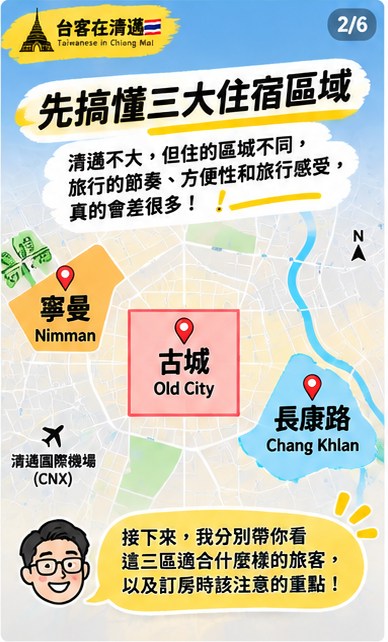 台客在清邁
Taiwanese in Chiang Mai
2/6
先搞懂三大住宿區域
清邁不大，但住的區域不同，
旅行的節奏、方便性和旅行感受，
真的會差很多！！
N
寧曼
Nimman
古城
Old City
長康路
Chang Khlan
清邁國際機場
(CNX)
接下來，我分別帶你看
這三區適合什麼樣的旅客，
以及訂房時該注意的重點！